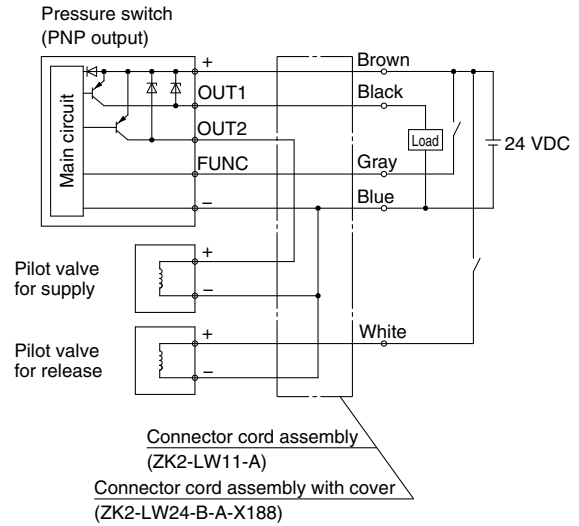 Pressure switch
(PNP output)
Main circuit
+
OUT1
OUT2
FUNC
−
Brown
Black
Gray
Blue
Load
24 VDC
Pilot valve
for supply
+
−
Pilot valve
for release
+
−
White
Connector cord assembly
(ZK2-LW11-A)
Connector cord assembly with cover
(ZK2-LW24-B-A-X188)